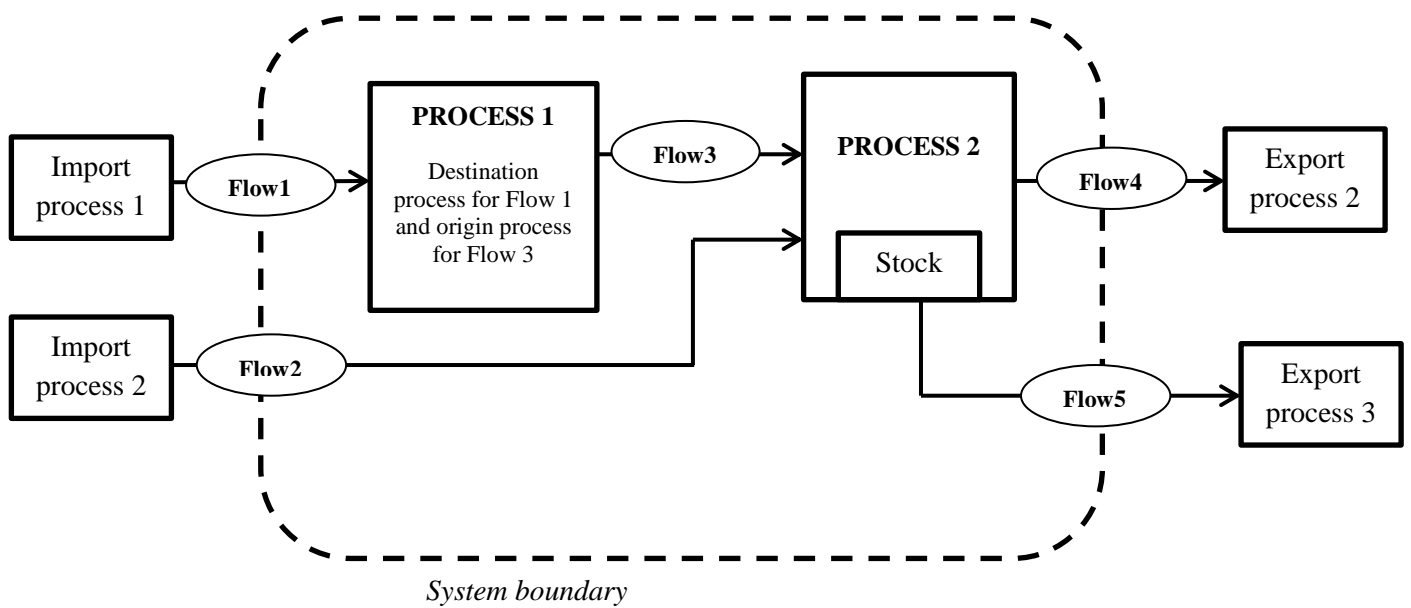 Import
process 1
Flow1
PROCESS 1
Destination
process for Flow 1
and origin process
for Flow 3
Flow3
PROCESS 2
Stock
Flow4
Export
process 2
Import
process 2
Flow2
Flow5
Export
process 3
System boundary